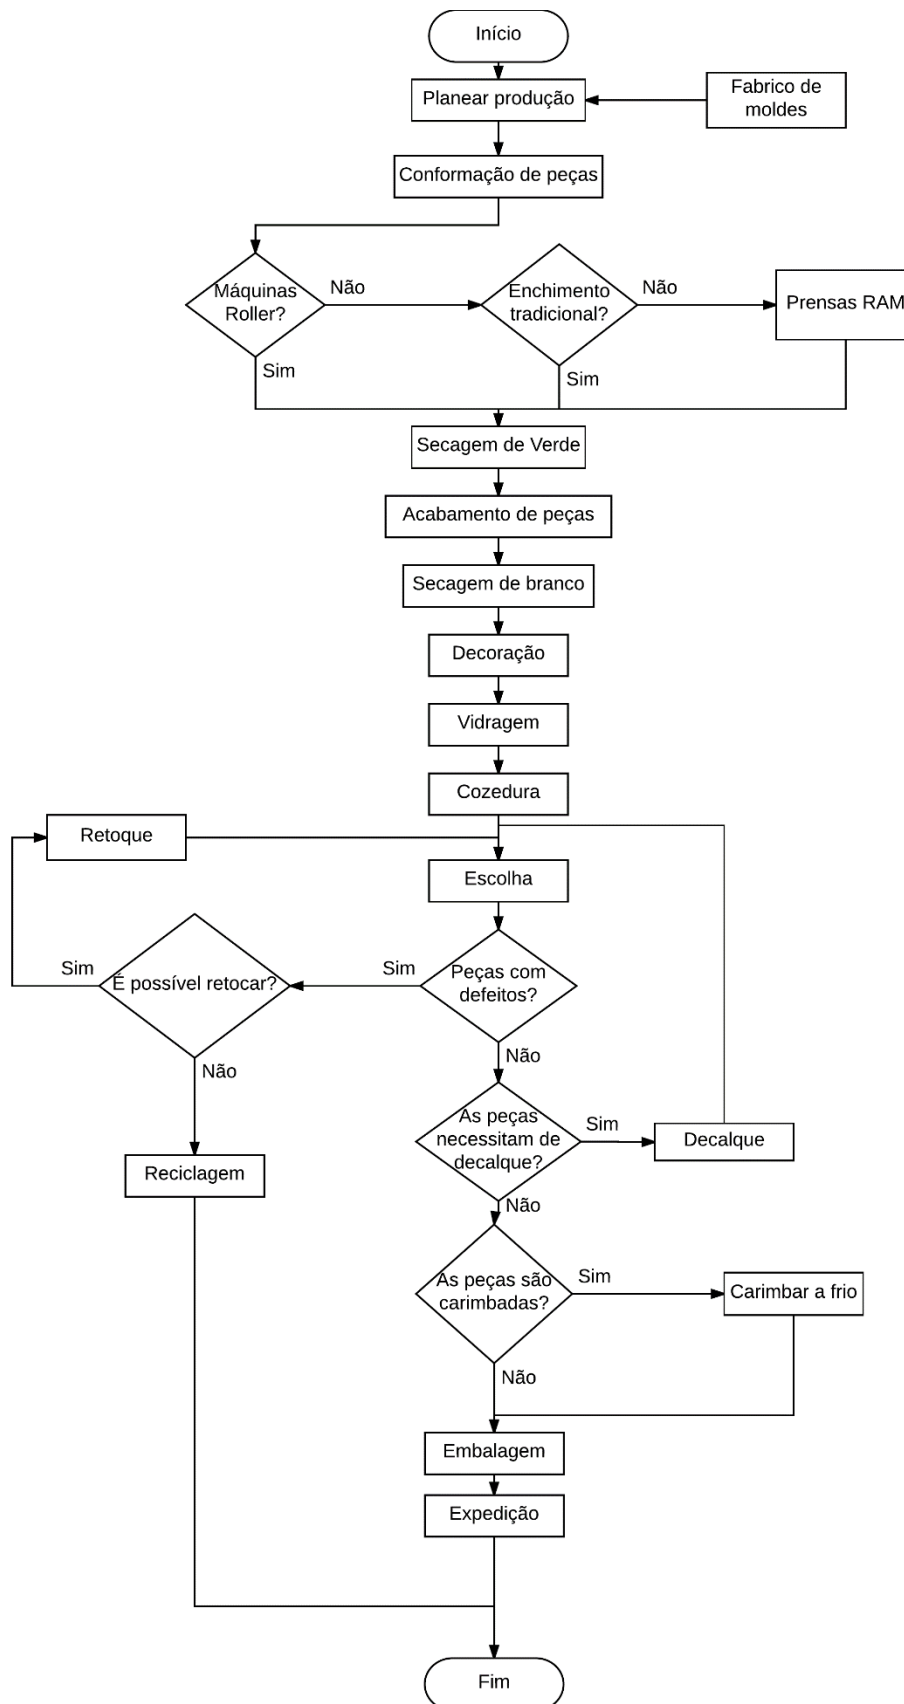 Início
Planear produção
Fabrico de
moldes
Conformação de peças
Máquinas
Roller?
Não
Enchimento
tradicional?
Não
Prensas RAM
Sim
Sim
Secagem de Verde
Acabamento de peças
Secagem de branco
Decoração
Vidragem
Cozedura
Retoque
Escolha
Sim
É possível retocar?
Sim
Peças com
defeitos?
Não
Não
As peças
necessitam de
decalque?
Sim
Decalque
Reciclagem
Não
As peças são
carimbadas?
Sim
Carimbar a frio
Não
Embalagem
Expedição
Fim